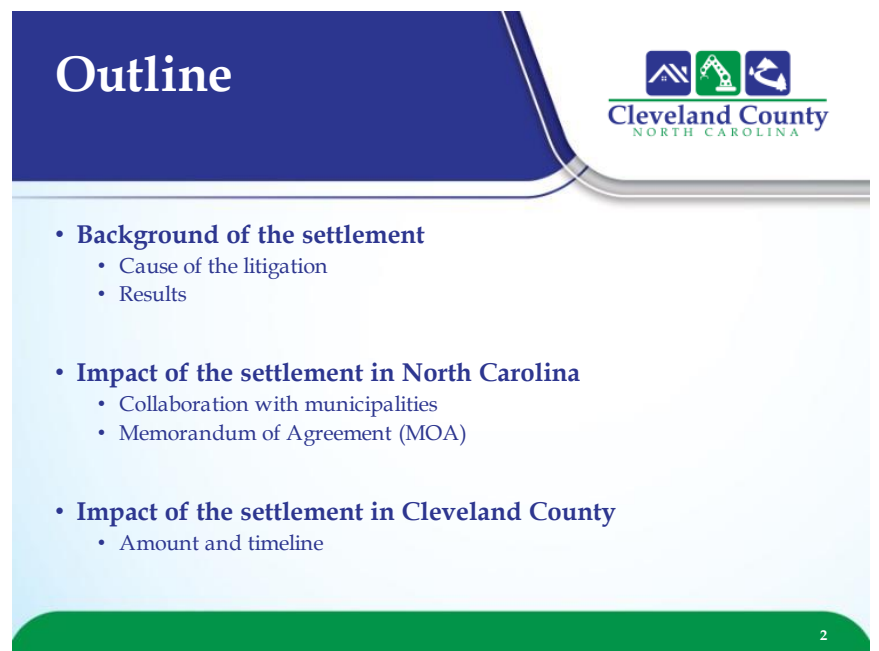 Outline
Cleveland County
NORTH CAROLINA
• Background of the settlement
• Cause of the litigation
• Results
• Impact of the settlement in North Carolina
• Collaboration with municipalities
• Memorandum of Agreement (MOA)
• Impact of the settlement in Cleveland County
• Amount and timeline
2